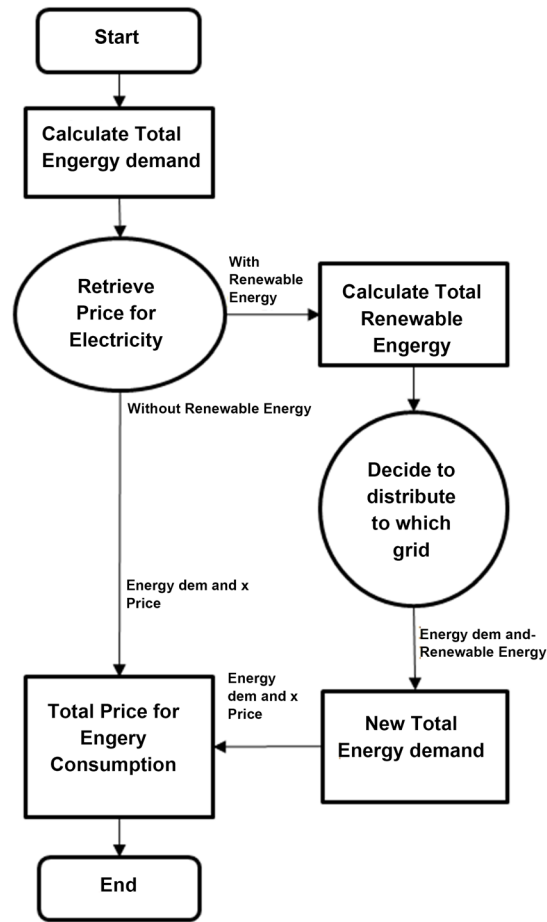 Start
Calculate Total
Engergy demand
Retrieve
Price for
Electricity
With
Renewable
Energy
Calculate Total
Renewable
Engergy
Without Renewable Energy
Decide to
distribute
to which
grid
Energy dem and x
Price
Energy dem and-
Renewable Energy
Energy
dem and x
Price
Total Price for
Engery
Consumption
New Total
Energy demand
End